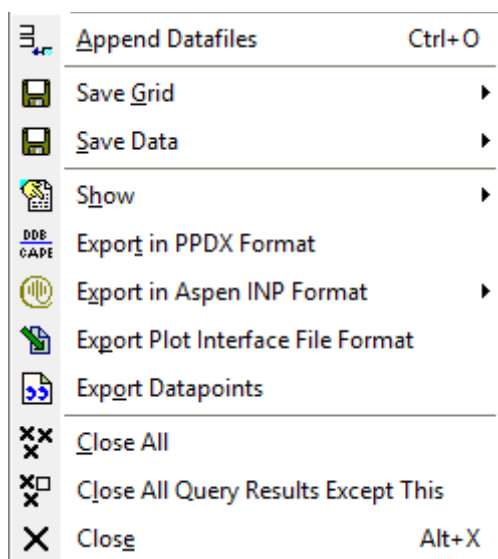 Append Datafiles Ctrl+O
Save Grid
Save Data
Show
DDB
CAPE
Export in PPDX Format
Export in Aspen INP Format
Export Plot Interface File Format
Export Datapoints
Close All
Close All Query Results Except This
Close Alt+X